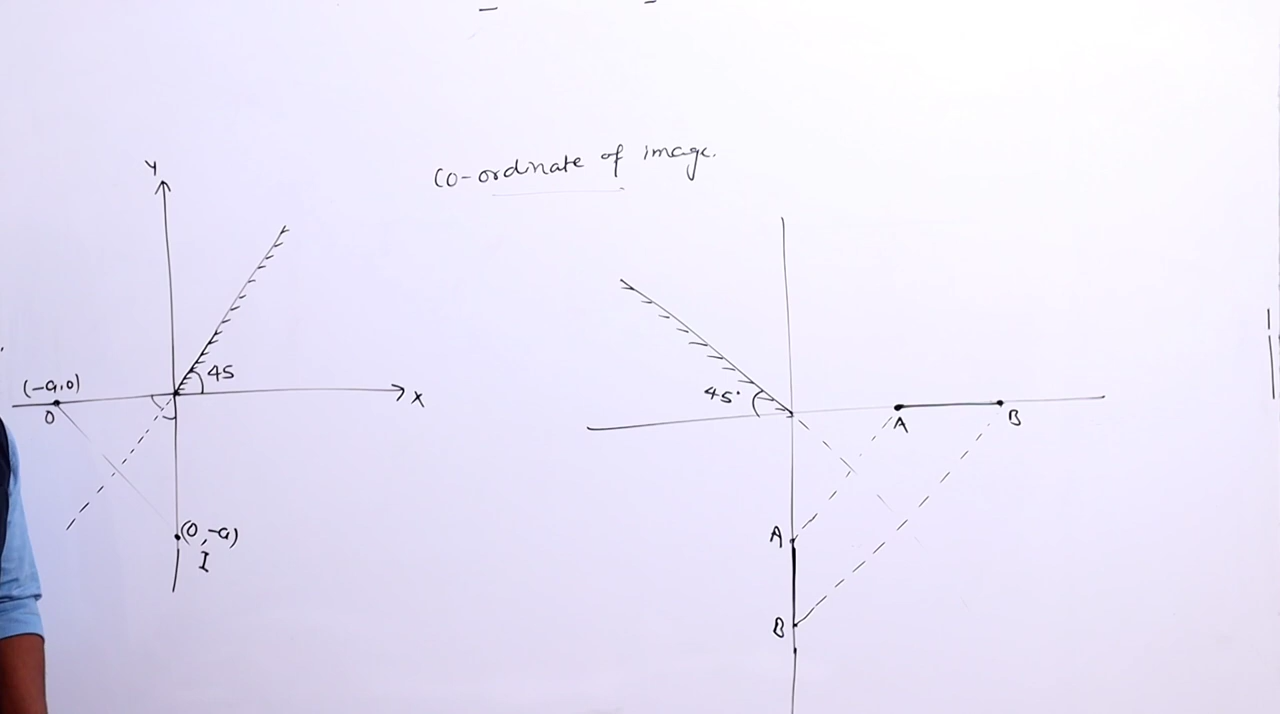 Co-ordinate of image.
Y
45
(-a,0)
O
X
(0,-a)
I
45°
A
B
A
B